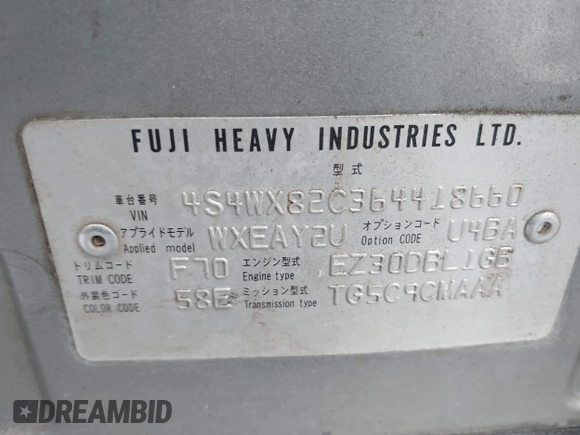 FUJI HEAVY INDUSTRIES LTD.
型式
車台番号 VIN 4S4WX82C364418660
アプライドモデル Applied model WXEAY2U オプションコード Option CODE U4BA
トリムコード TRIM CODE F70 エンジン型式 Engine type EZ30DBL1GB
外装色コード COLOR CODE 58E ミッション型式 Transmission type TG5C9CMAAA
DREAMBID